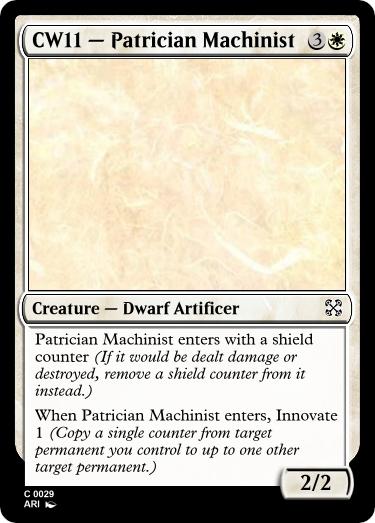 CW11 — Patrician Machinist 3
Creature — Dwarf Artificer
Patrician Machinist enters with a shield
counter (If it would be dealt damage or
destroyed, remove a shield counter from it
instead.)
When Patrician Machinist enters, Innovate
1 (Copy a single counter from target
permanent you control to up to one other
target permanent.)
2/2
C 0029
ARI